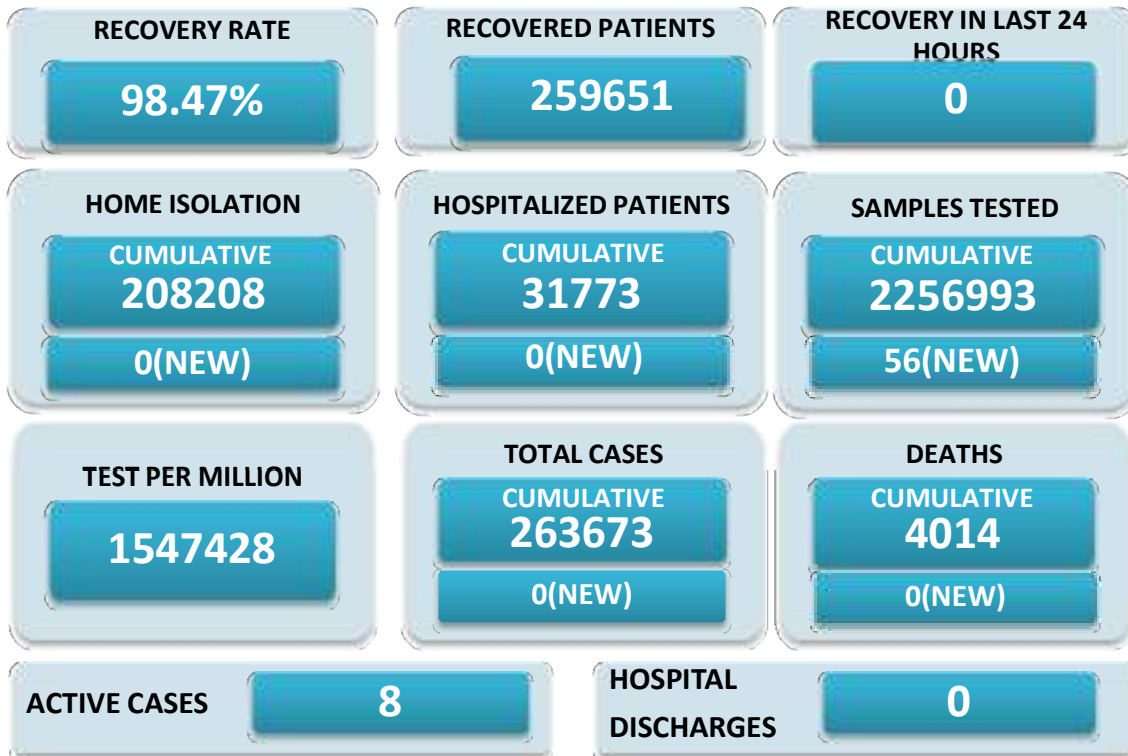 RECOVERY RATE
98.47%
RECOVERED PATIENTS
259651
RECOVERY IN LAST 24
HOURS
0
HOME ISOLATION
CUMULATIVE
208208
0(NEW)
HOSPITALIZED PATIENTS
CUMULATIVE
31773
0(NEW)
SAMPLES TESTED
CUMULATIVE
2256993
56(NEW)
TEST PER MILLION
1547428
TOTAL CASES
CUMULATIVE
263673
0(NEW)
DEATHS
CUMULATIVE
4014
0(NEW)
ACTIVE CASES
8
HOSPITAL
DISCHARGES
0